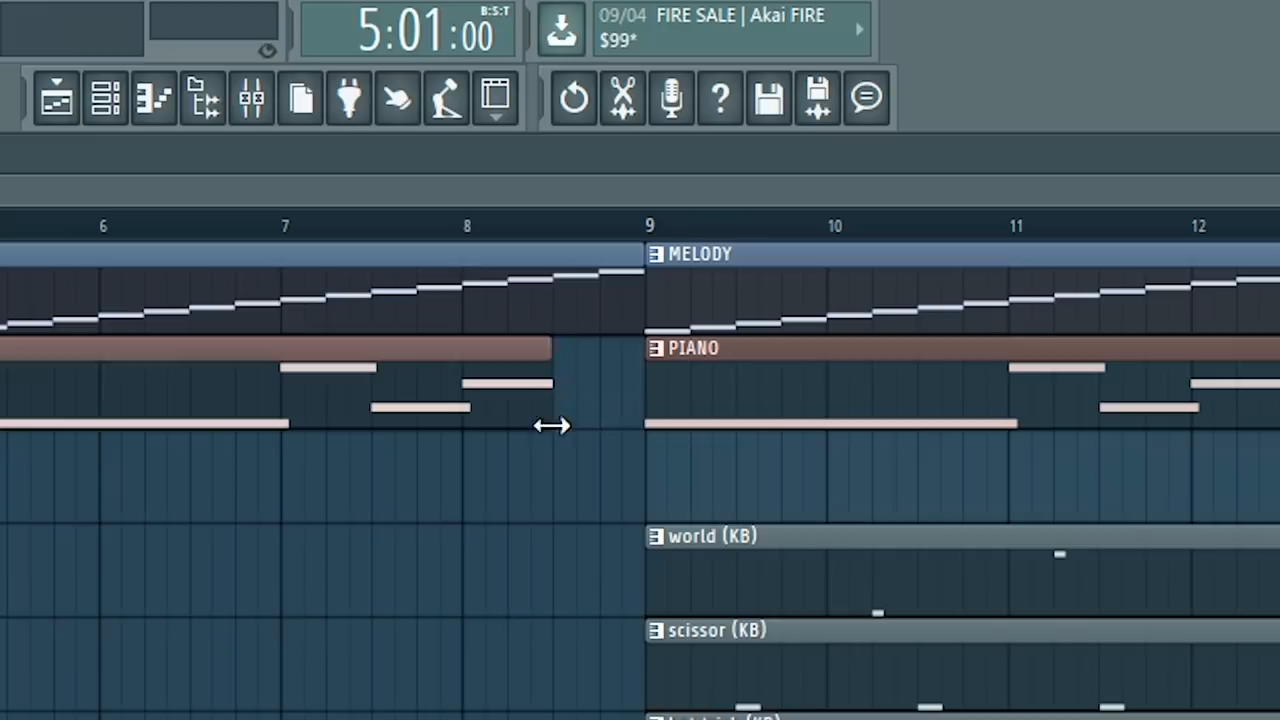 5:01:00
B:S:T
09/04 FIRE SALE | Akai FIRE
$99*
?
6 7 8 9 10 11 12
MELODY
PIANO
world (KB)
scissor (KB)